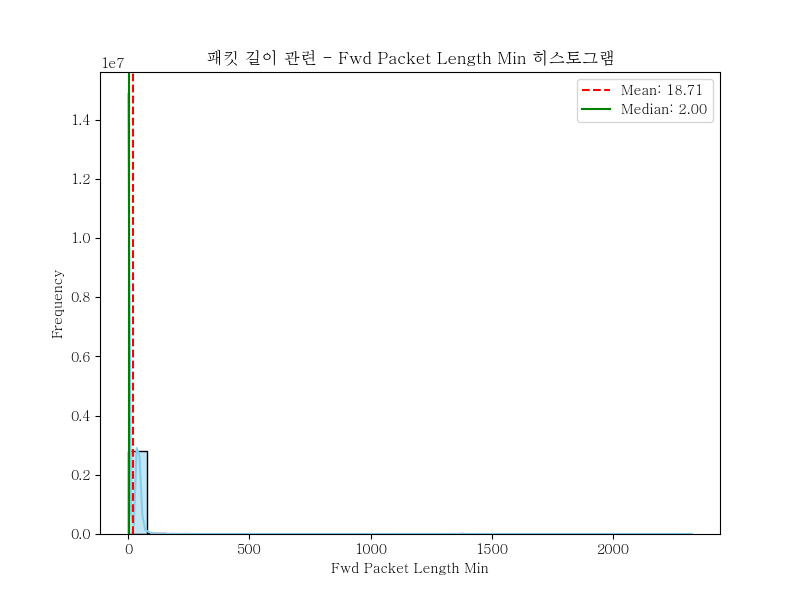 패킷 길이 관련 - Fwd Packet Length Min 히스토그램
1e7
Mean: 18.71
Median: 2.00
1.4
1.2
1.0
0.8
0.6
0.4
0.2
0.0
Frequency
0 500 1000 1500 2000
Fwd Packet Length Min